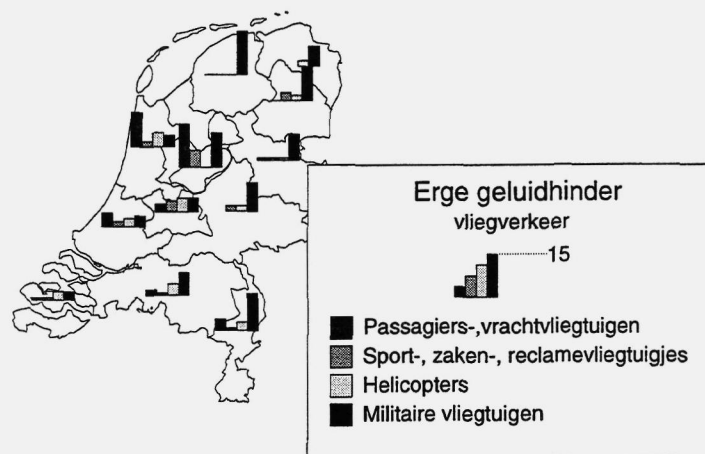 Erge geluidhinder
vliegverkeer
15
Passagiers-,vrachtvliegtuigen
Sport-, zaken-, reclamevliegtuigjes
Helicopters
Militaire vliegtuigen